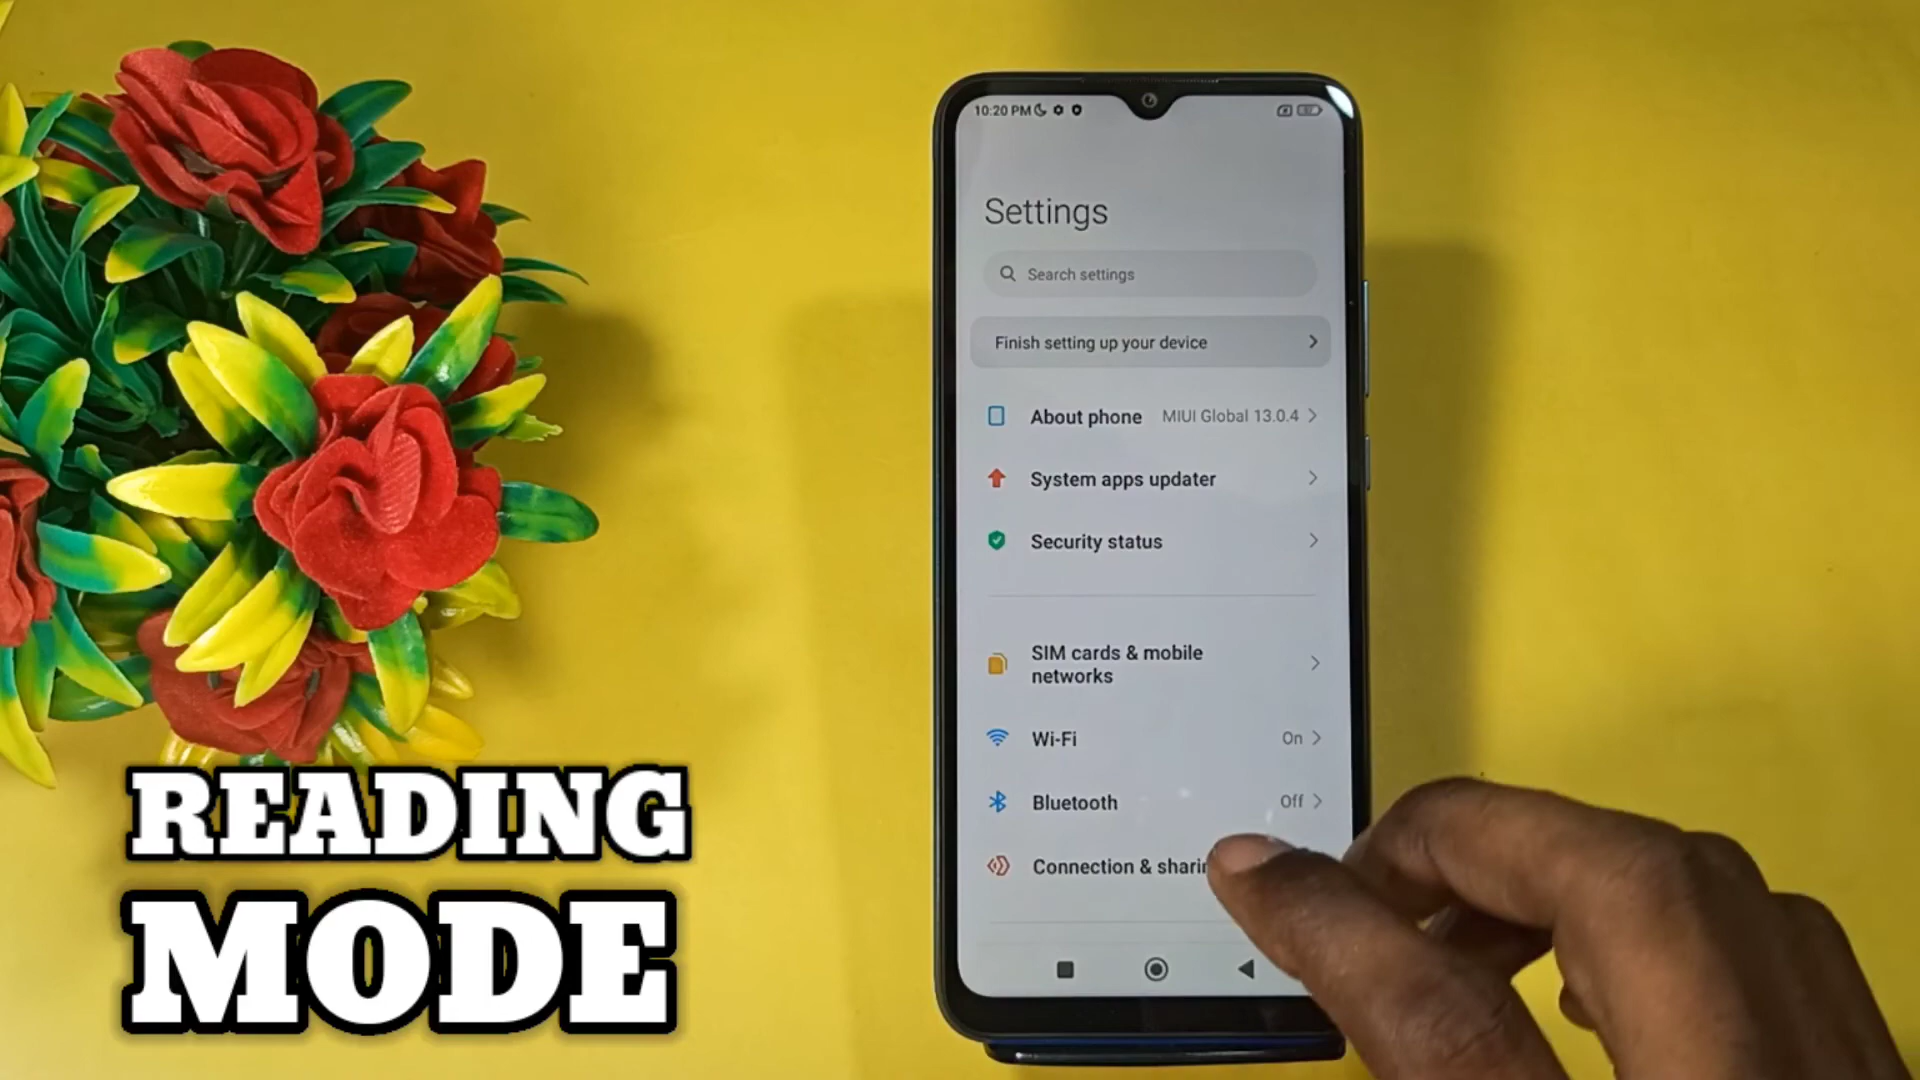 10:20 PM
Settings
Search settings
Finish setting up your device
About phone MIUI Global 13.0.4
System apps updater
Security status
SIM cards & mobile
networks
Wi-Fi On
Bluetooth Off
Connection &
READING
MODE